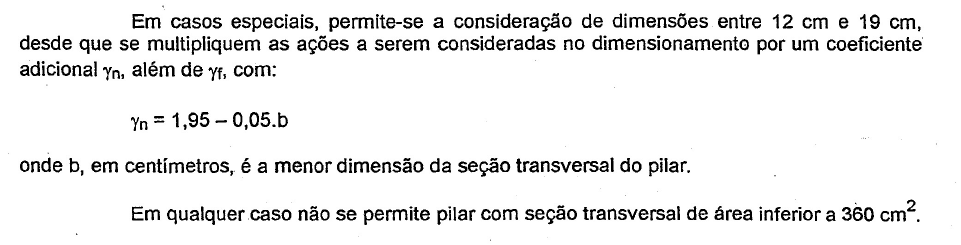 Em casos especiais, permite-se a consideração de dimensões entre 12 cm e 19 cm,
desde que se multipliquem as ações a serem consideradas no dimensionamento por um coeficiente
adicional γn, além de γf, com:
γn = 1,95 – 0,05.b
onde b, em centímetros, é a menor dimensão da seção transversal do pilar.
Em qualquer caso não se permite pilar com seção transversal de área inferior a 360 cm².